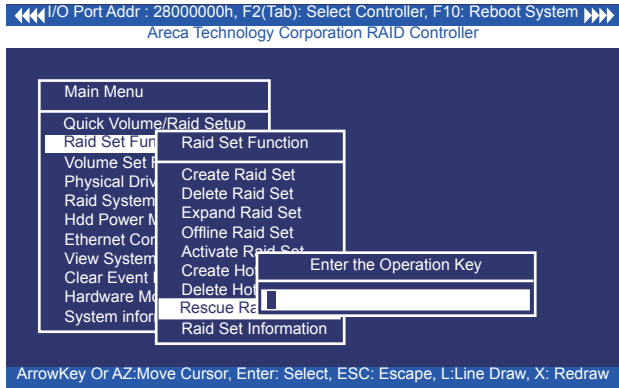 I/O Port Addr : 28000000h, F2(Tab): Select Controller, F10: Reboot System
Areca Technology Corporation RAID Controller
Main Menu
Quick Volume/Raid Setup
Raid Set Fun
Volume Set F
Physical Driv
Raid System
Hdd Power M
Ethernet Con
View System
Clear Event
Hardware Mo
System infor
Raid Set Function
Create Raid Set
Delete Raid Set
Expand Raid Set
Offline Raid Set
Activate Raid Set
Create Hot
Delete Hot
Rescue Ra
Raid Set Information
Enter the Operation Key
ArrowKey Or AZ:Move Cursor, Enter: Select, ESC: Escape, L:Line Draw, X: Redraw